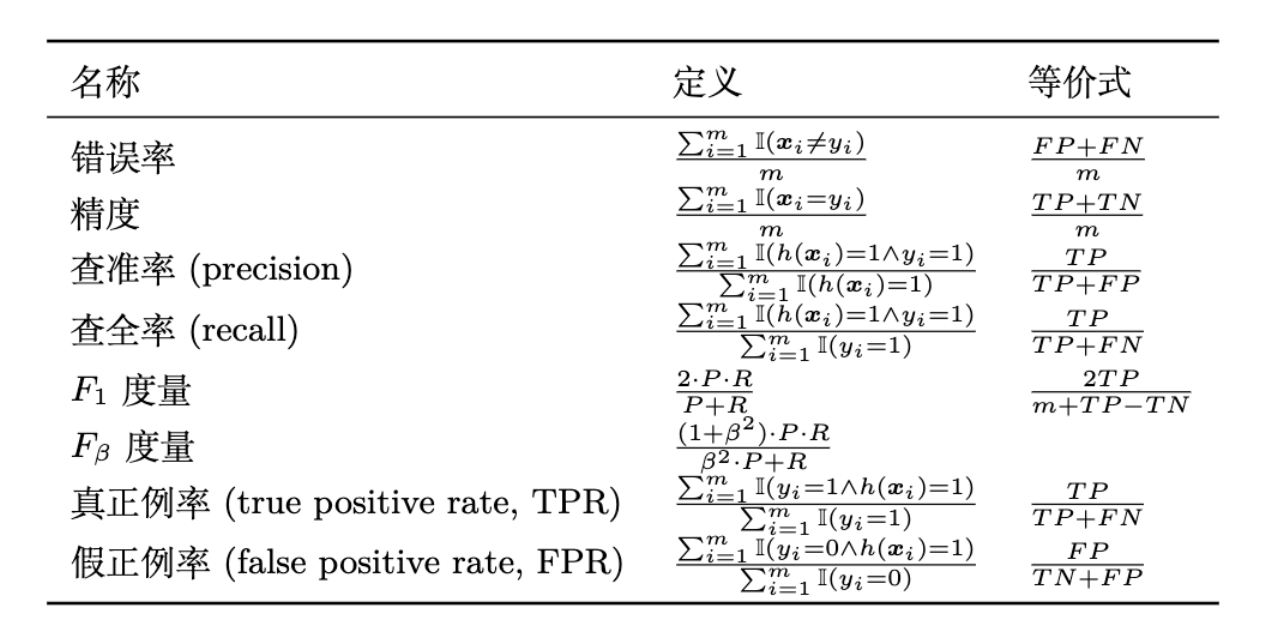 名称 定义 等价式
错误率 $\frac{\sum_{i=1}^{m} \mathbb{I}(\boldsymbol{x}_i \neq y_i)}{m}$ $\frac{FP+FN}{m}$
精度 $\frac{\sum_{i=1}^{m} \mathbb{I}(\boldsymbol{x}_i = y_i)}{m}$ $\frac{TP+TN}{m}$
查准率 (precision) $\frac{\sum_{i=1}^{m} \mathbb{I}(h(\boldsymbol{x}_i)=1 \wedge y_i=1)}{\sum_{i=1}^{m} \mathbb{I}(h(\boldsymbol{x}_i)=1)}$ $\frac{TP}{TP+FP}$
查全率 (recall) $\frac{\sum_{i=1}^{m} \mathbb{I}(h(\boldsymbol{x}_i)=1 \wedge y_i=1)}{\sum_{i=1}^{m} \mathbb{I}(y_i=1)}$ $\frac{TP}{TP+FN}$
$F_1$ 度量 $\frac{2 \cdot P \cdot R}{P+R}$ $\frac{2TP}{m+TP-TN}$
$F_\beta$ 度量 $\frac{(1+\beta^2) \cdot P \cdot R}{\beta^2 \cdot P+R}$
真正例率 (true positive rate, TPR) $\frac{\sum_{i=1}^{m} \mathbb{I}(y_i=1 \wedge h(\boldsymbol{x}_i)=1)}{\sum_{i=1}^{m} \mathbb{I}(y_i=1)}$ $\frac{TP}{TP+FN}$
假正例率 (false positive rate, FPR) $\frac{\sum_{i=1}^{m} \mathbb{I}(y_i=0 \wedge h(\boldsymbol{x}_i)=1)}{\sum_{i=1}^{m} \mathbb{I}(y_i=0)}$ $\frac{FP}{TN+FP}$